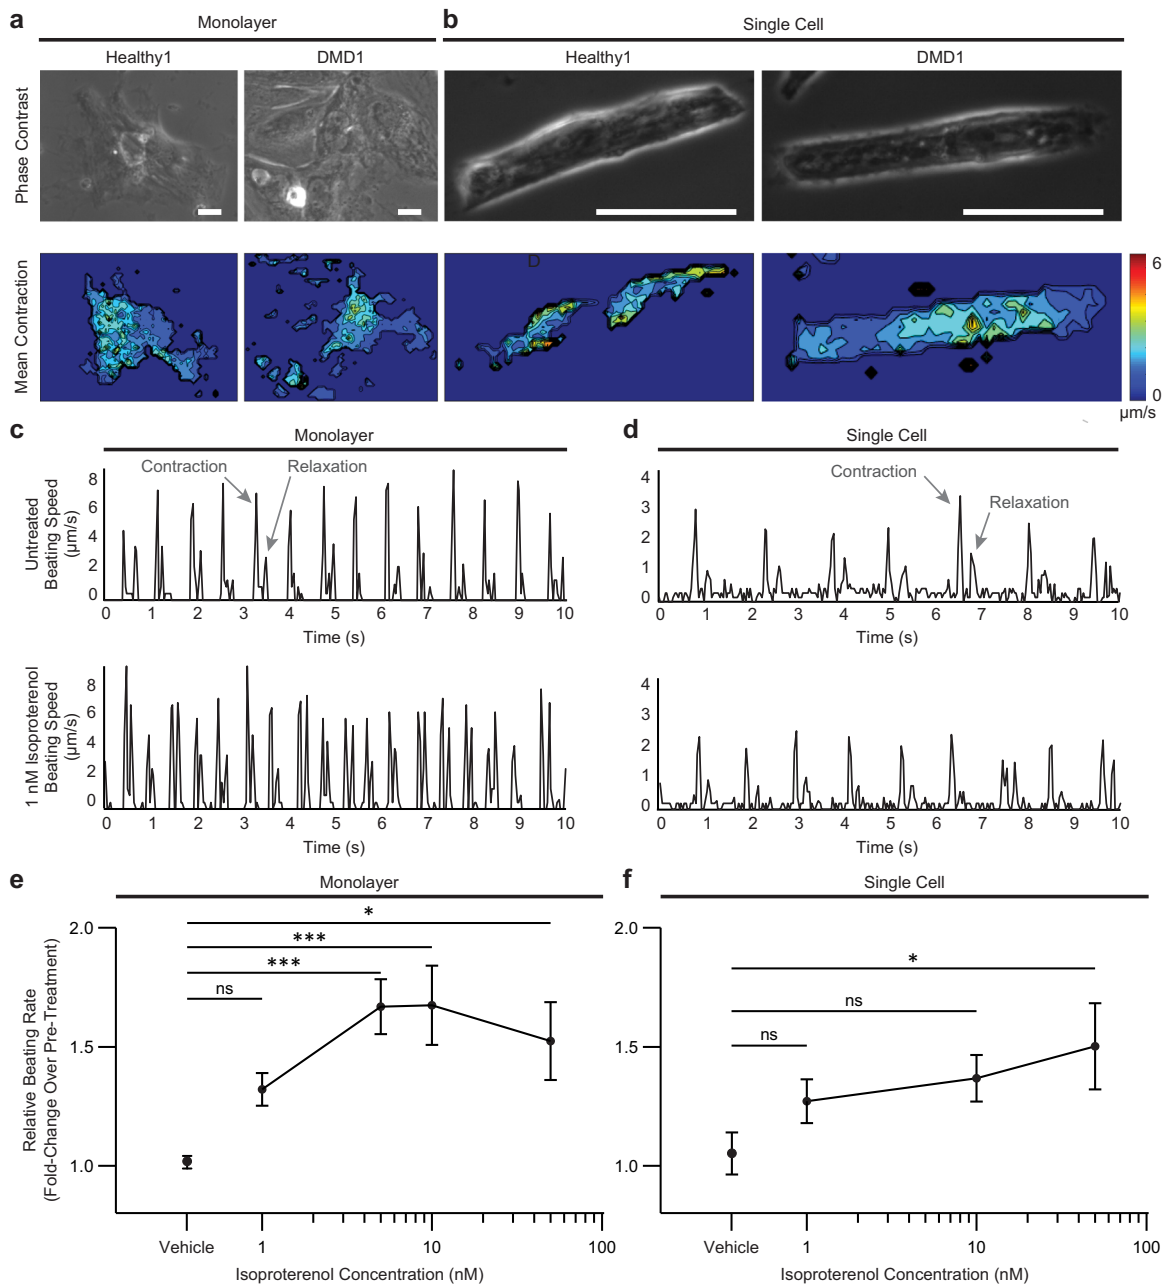 a
Monolayer
b
Single Cell
Healthy1
DMD1
Healthy1
DMD1
Phase Contrast
Mean Contraction
D
6
0
µm/s
c
Monolayer
d
Single Cell
Untreated
Beating Speed
(µm/s)
8
6
4
2
0
Contraction
Relaxation
0 1 2 3 4 5 6 7 8 9 10
Time (s)
4
3
2
1
0
Contraction
Relaxation
0 1 2 3 4 5 6 7 8 9 10
Time (s)
1 nM Isoproterenol
Beating Speed
(µm/s)
8
6
4
2
0
0 1 2 3 4 5 6 7 8 9 10
Time (s)
4
3
2
1
0
0 1 2 3 4 5 6 7 8 9 10
Time (s)
e
Monolayer
f
Single Cell
Relative Beating Rate
(Fold-Change Over Pre-Treatment)
2.0
1.5
1.0
*
***
***
ns
Vehicle 1 10 100
Isoproterenol Concentration (nM)
2.0
1.5
1.0
*
ns
ns
Vehicle 1 10 100
Isoproterenol Concentration (nM)